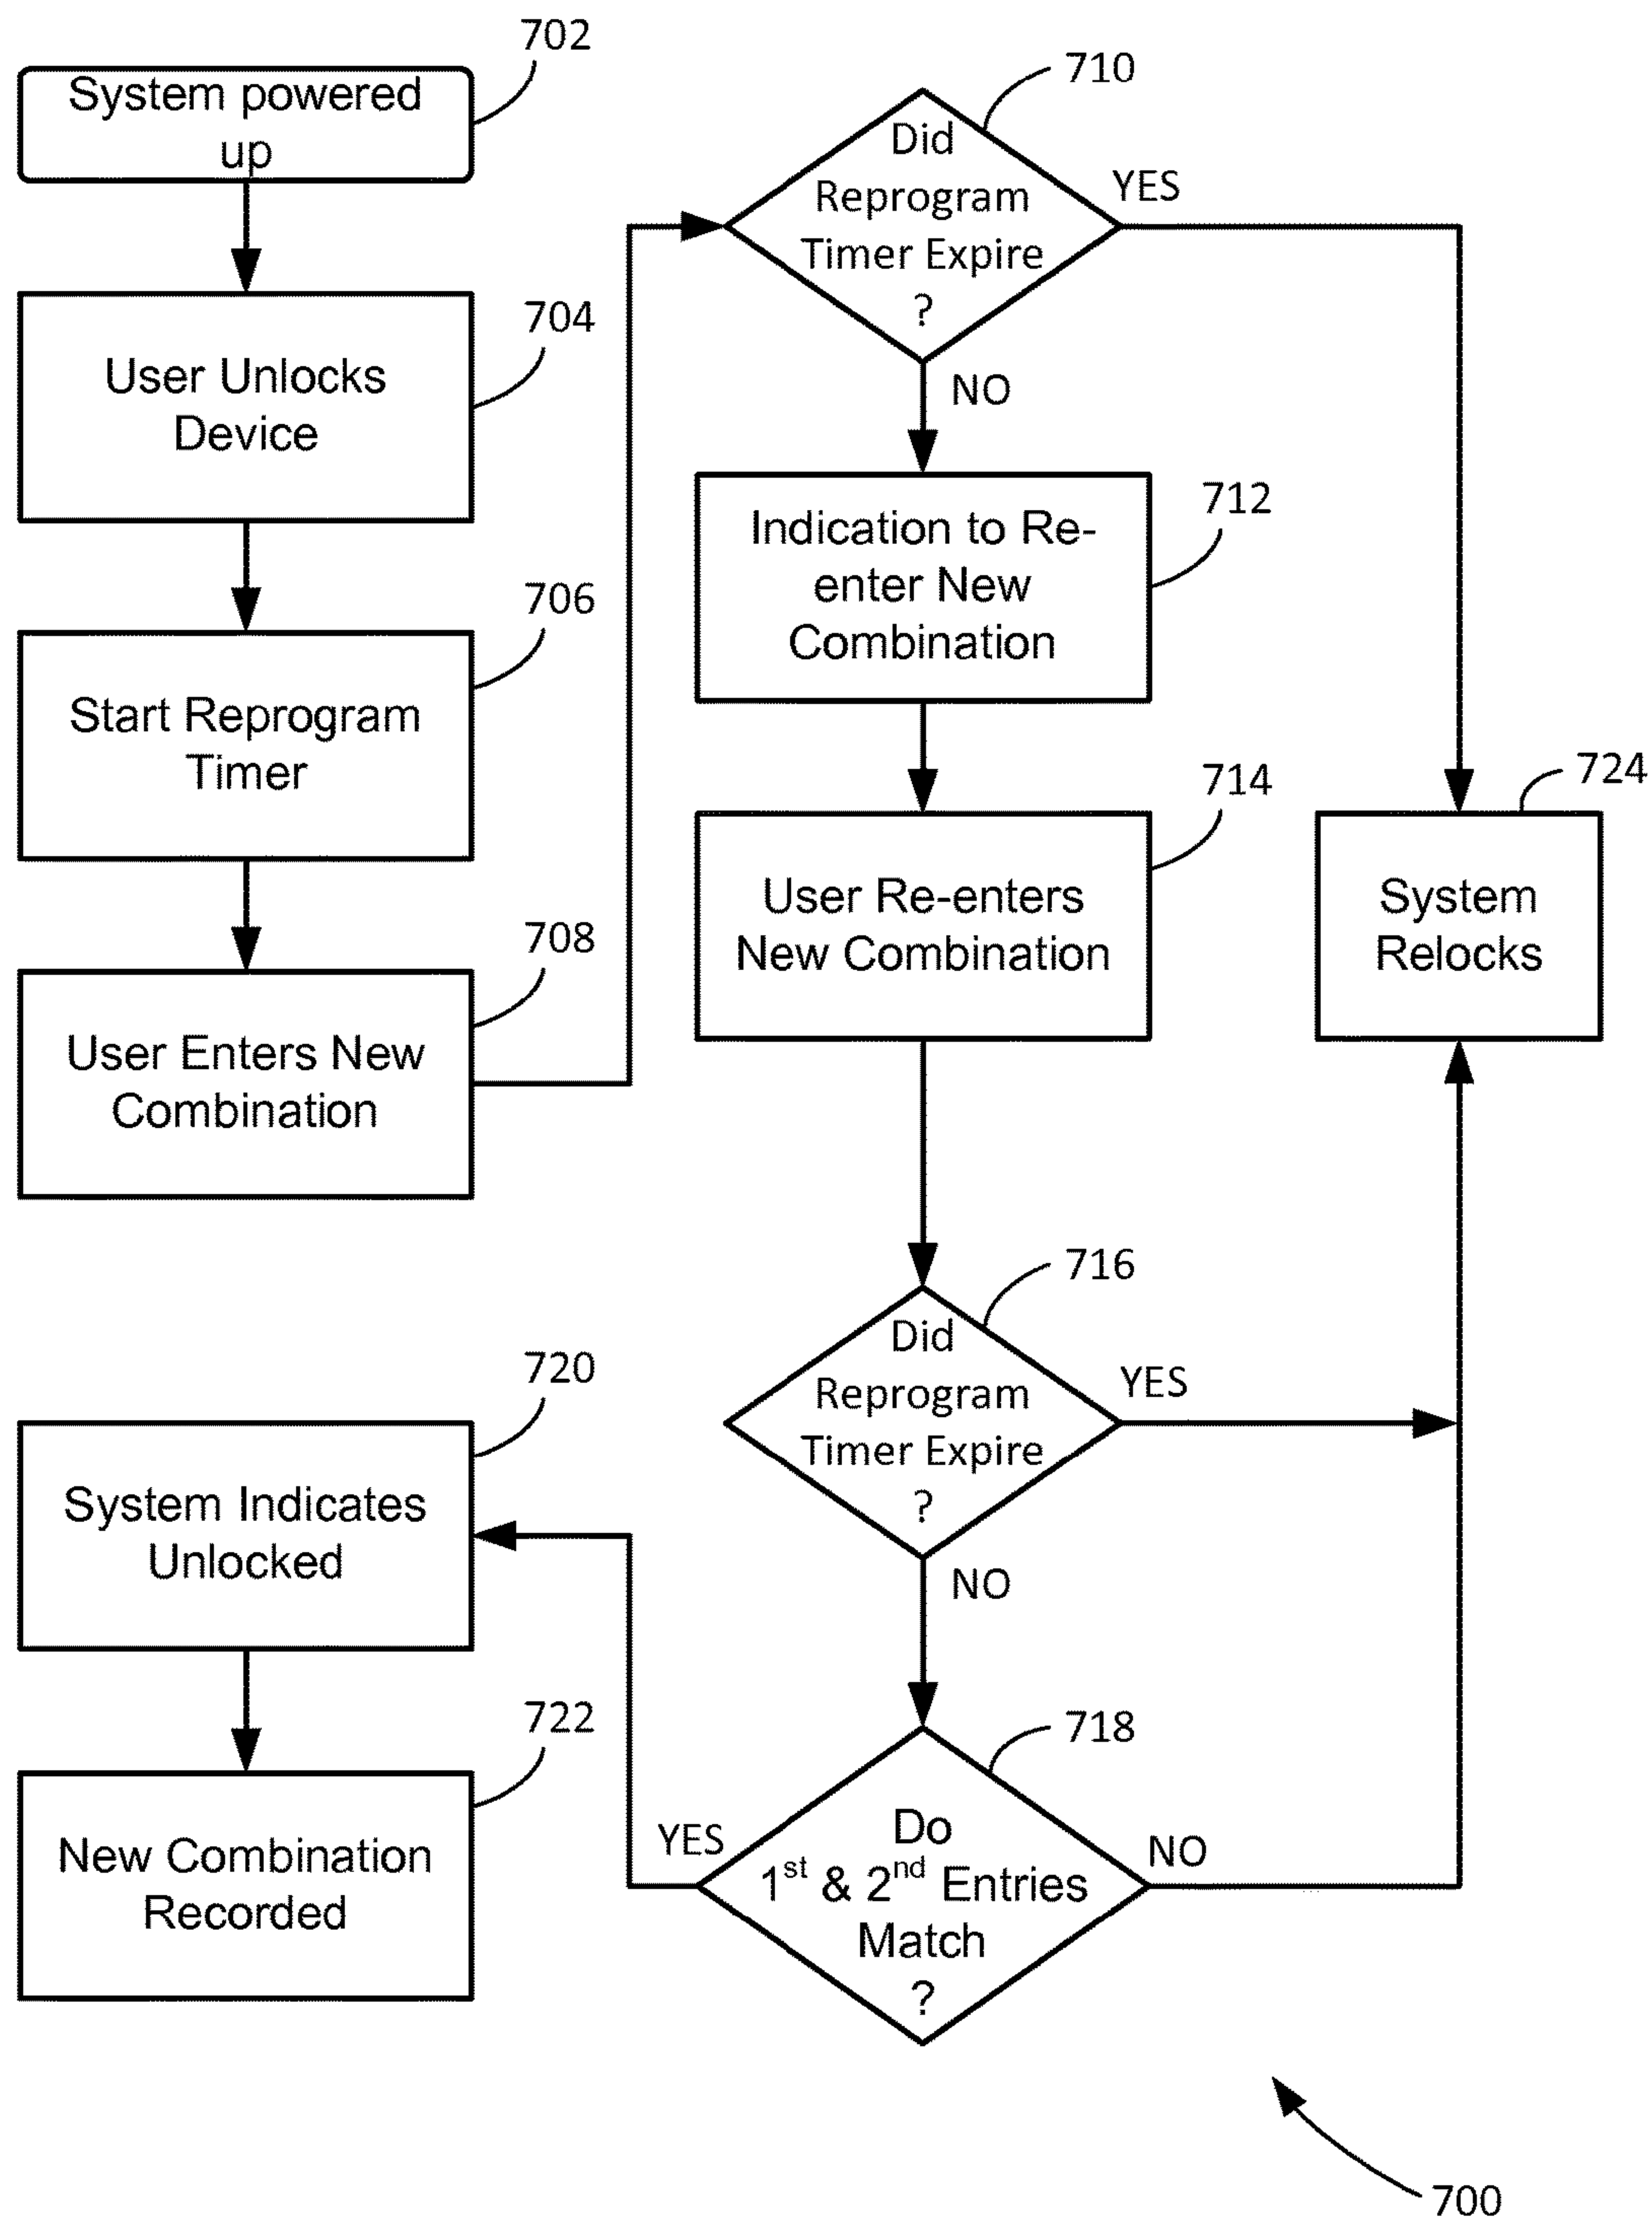 702
System powered
up
704
User Unlocks
Device
706
Start Reprogram
Timer
708
User Enters New
Combination
710
Did
Reprogram
Timer Expire
?
YES
NO
712
Indication to Re-
enter New
Combination
714
User Re-enters
New Combination
724
System
Relocks
716
Did
Reprogram
Timer Expire
?
YES
NO
718
Do
1st & 2nd Entries
Match
?
YES
NO
720
System Indicates
Unlocked
722
New Combination
Recorded
700